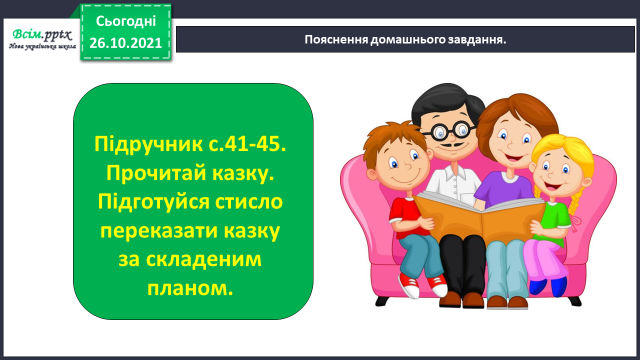 Всім.pptx
Нова українська школа
Сьогодні
26.10.2021
Пояснення домашнього завдання.
Підручник с.41-45.
Прочитай казку.
Підготуйся стисло
переказати казку
за складеним
планом.